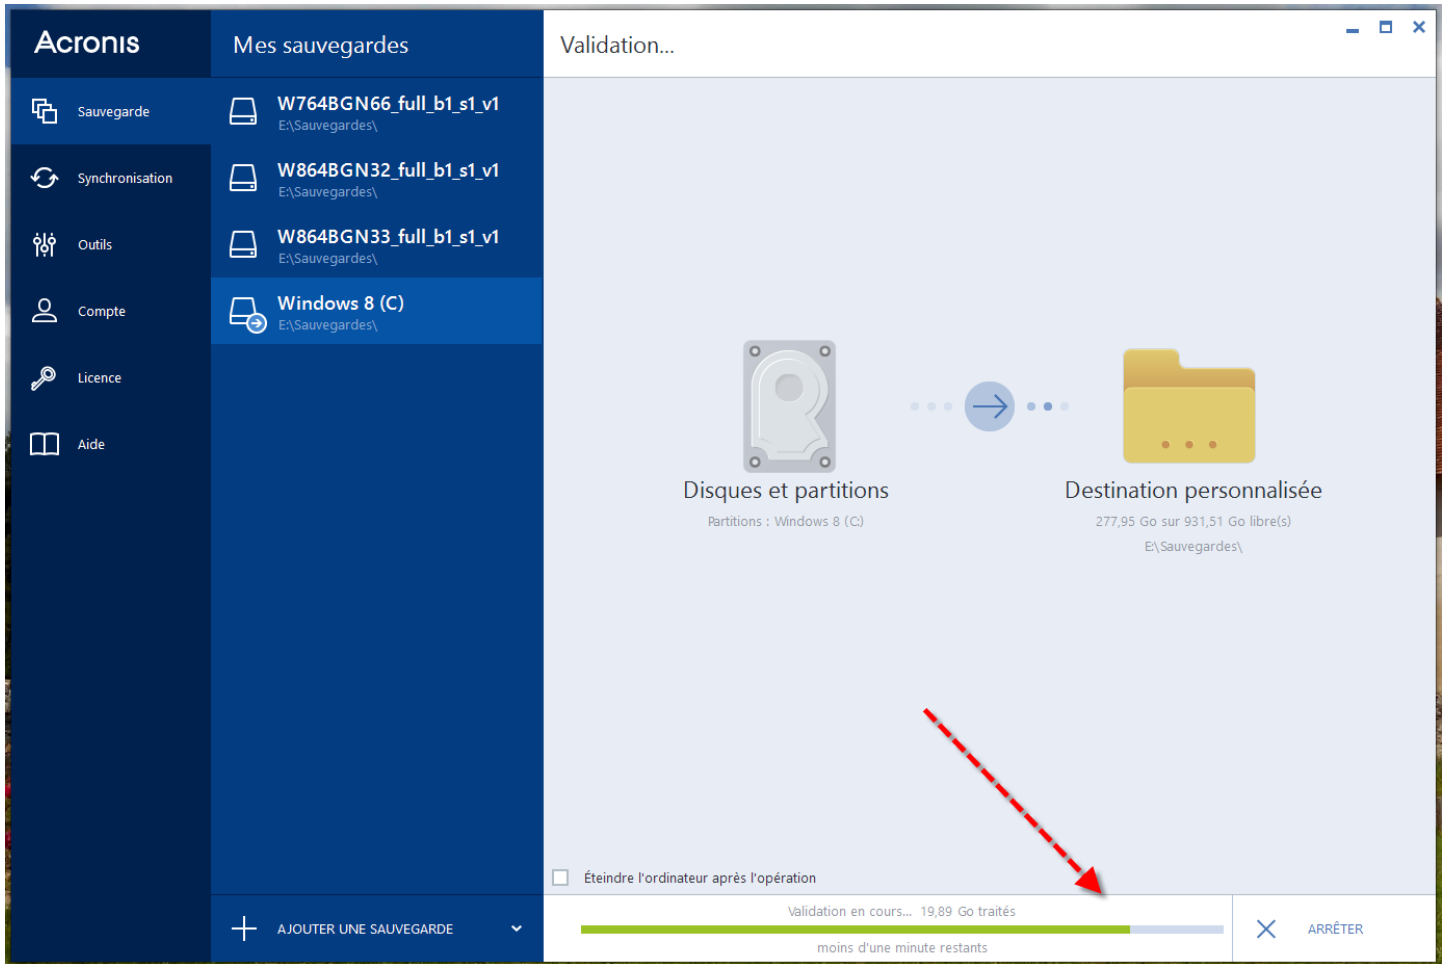 Acronis
Mes sauvegardes
Validation...
Sauvegarde
Synchronisation
Outils
Compte
Licence
Aide
W764BGN66_full_b1_s1_v1
E:\Sauvegardes\
W864BGN32_full_b1_s1_v1
E:\Sauvegardes\
W864BGN33_full_b1_s1_v1
E:\Sauvegardes\
Windows 8 (C)
E:\Sauvegardes\
AJOUTER UNE SAUVEGARDE
Disques et partitions
Partitions : Windows 8 (C:)
Destination personnalisée
277,95 Go sur 931,51 Go libre(s)
E:\Sauvegardes\
Éteindre l'ordinateur après l'opération
Validation en cours... 19,89 Go traités
moins d'une minute restants
ARRÊTER